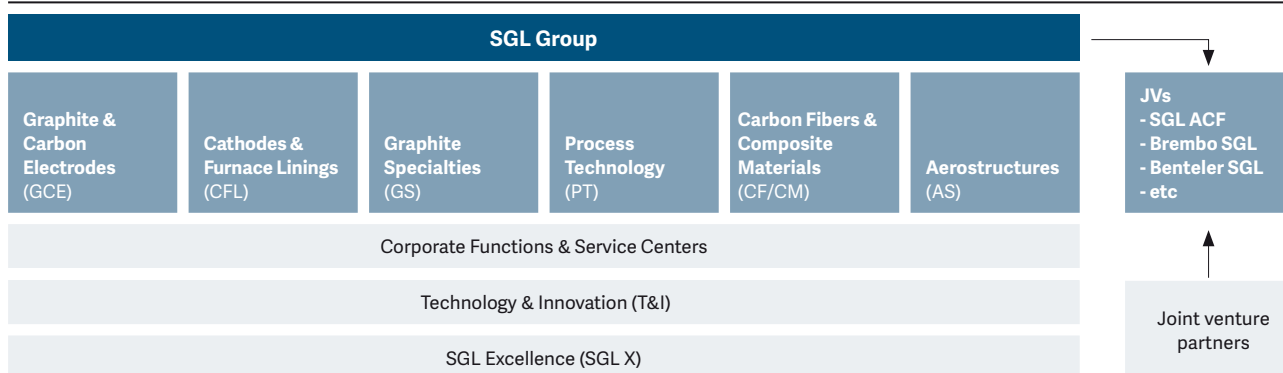 SGL Group
Graphite &
Carbon
Electrodes
(GCE)
Cathodes &
Furnace Linings
(CFL)
Graphite
Specialties
(GS)
Process
Technology
(PT)
Carbon Fibers &
Composite
Materials
(CF/CM)
Aerostructures
(AS)
JVs
- SGL ACF
- Brembo SGL
- Benteler SGL
- etc
Corporate Functions & Service Centers
Technology & Innovation (T&I)
SGL Excellence (SGL X)
Joint venture
partners